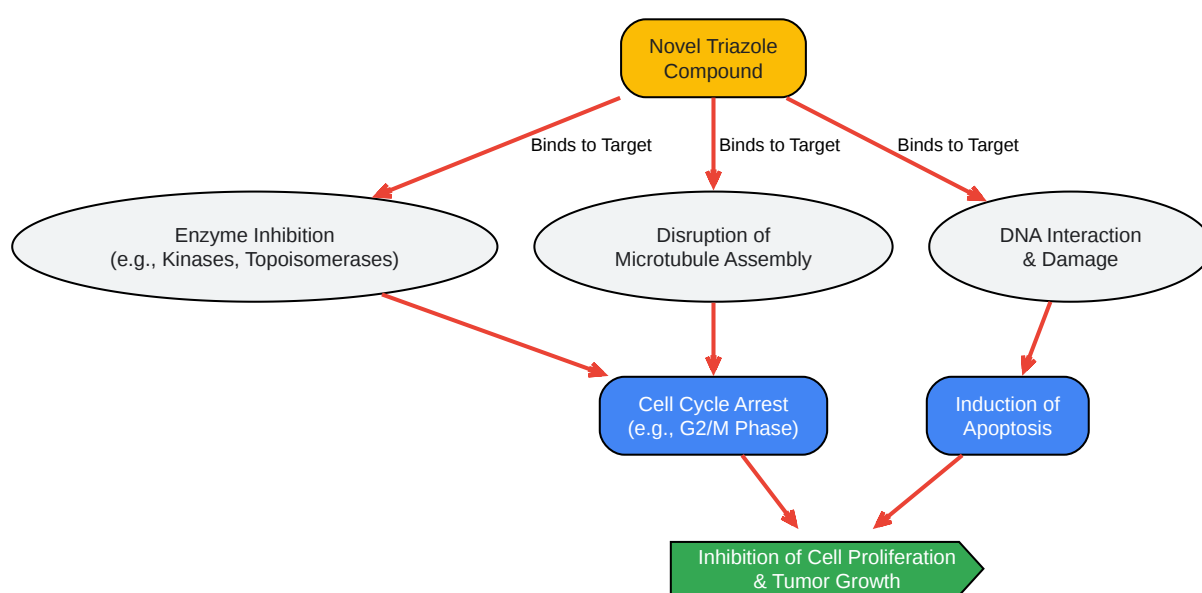 Novel Triazole
Compound
Binds to Target
Binds to Target
Binds to Target
Enzyme Inhibition
(e.g., Kinases, Topoisomerases)
Disruption of
Microtubule Assembly
DNA Interaction
& Damage
Cell Cycle Arrest
(e.g., G2/M Phase)
Induction of
Apoptosis
Inhibition of Cell Proliferation
& Tumor Growth